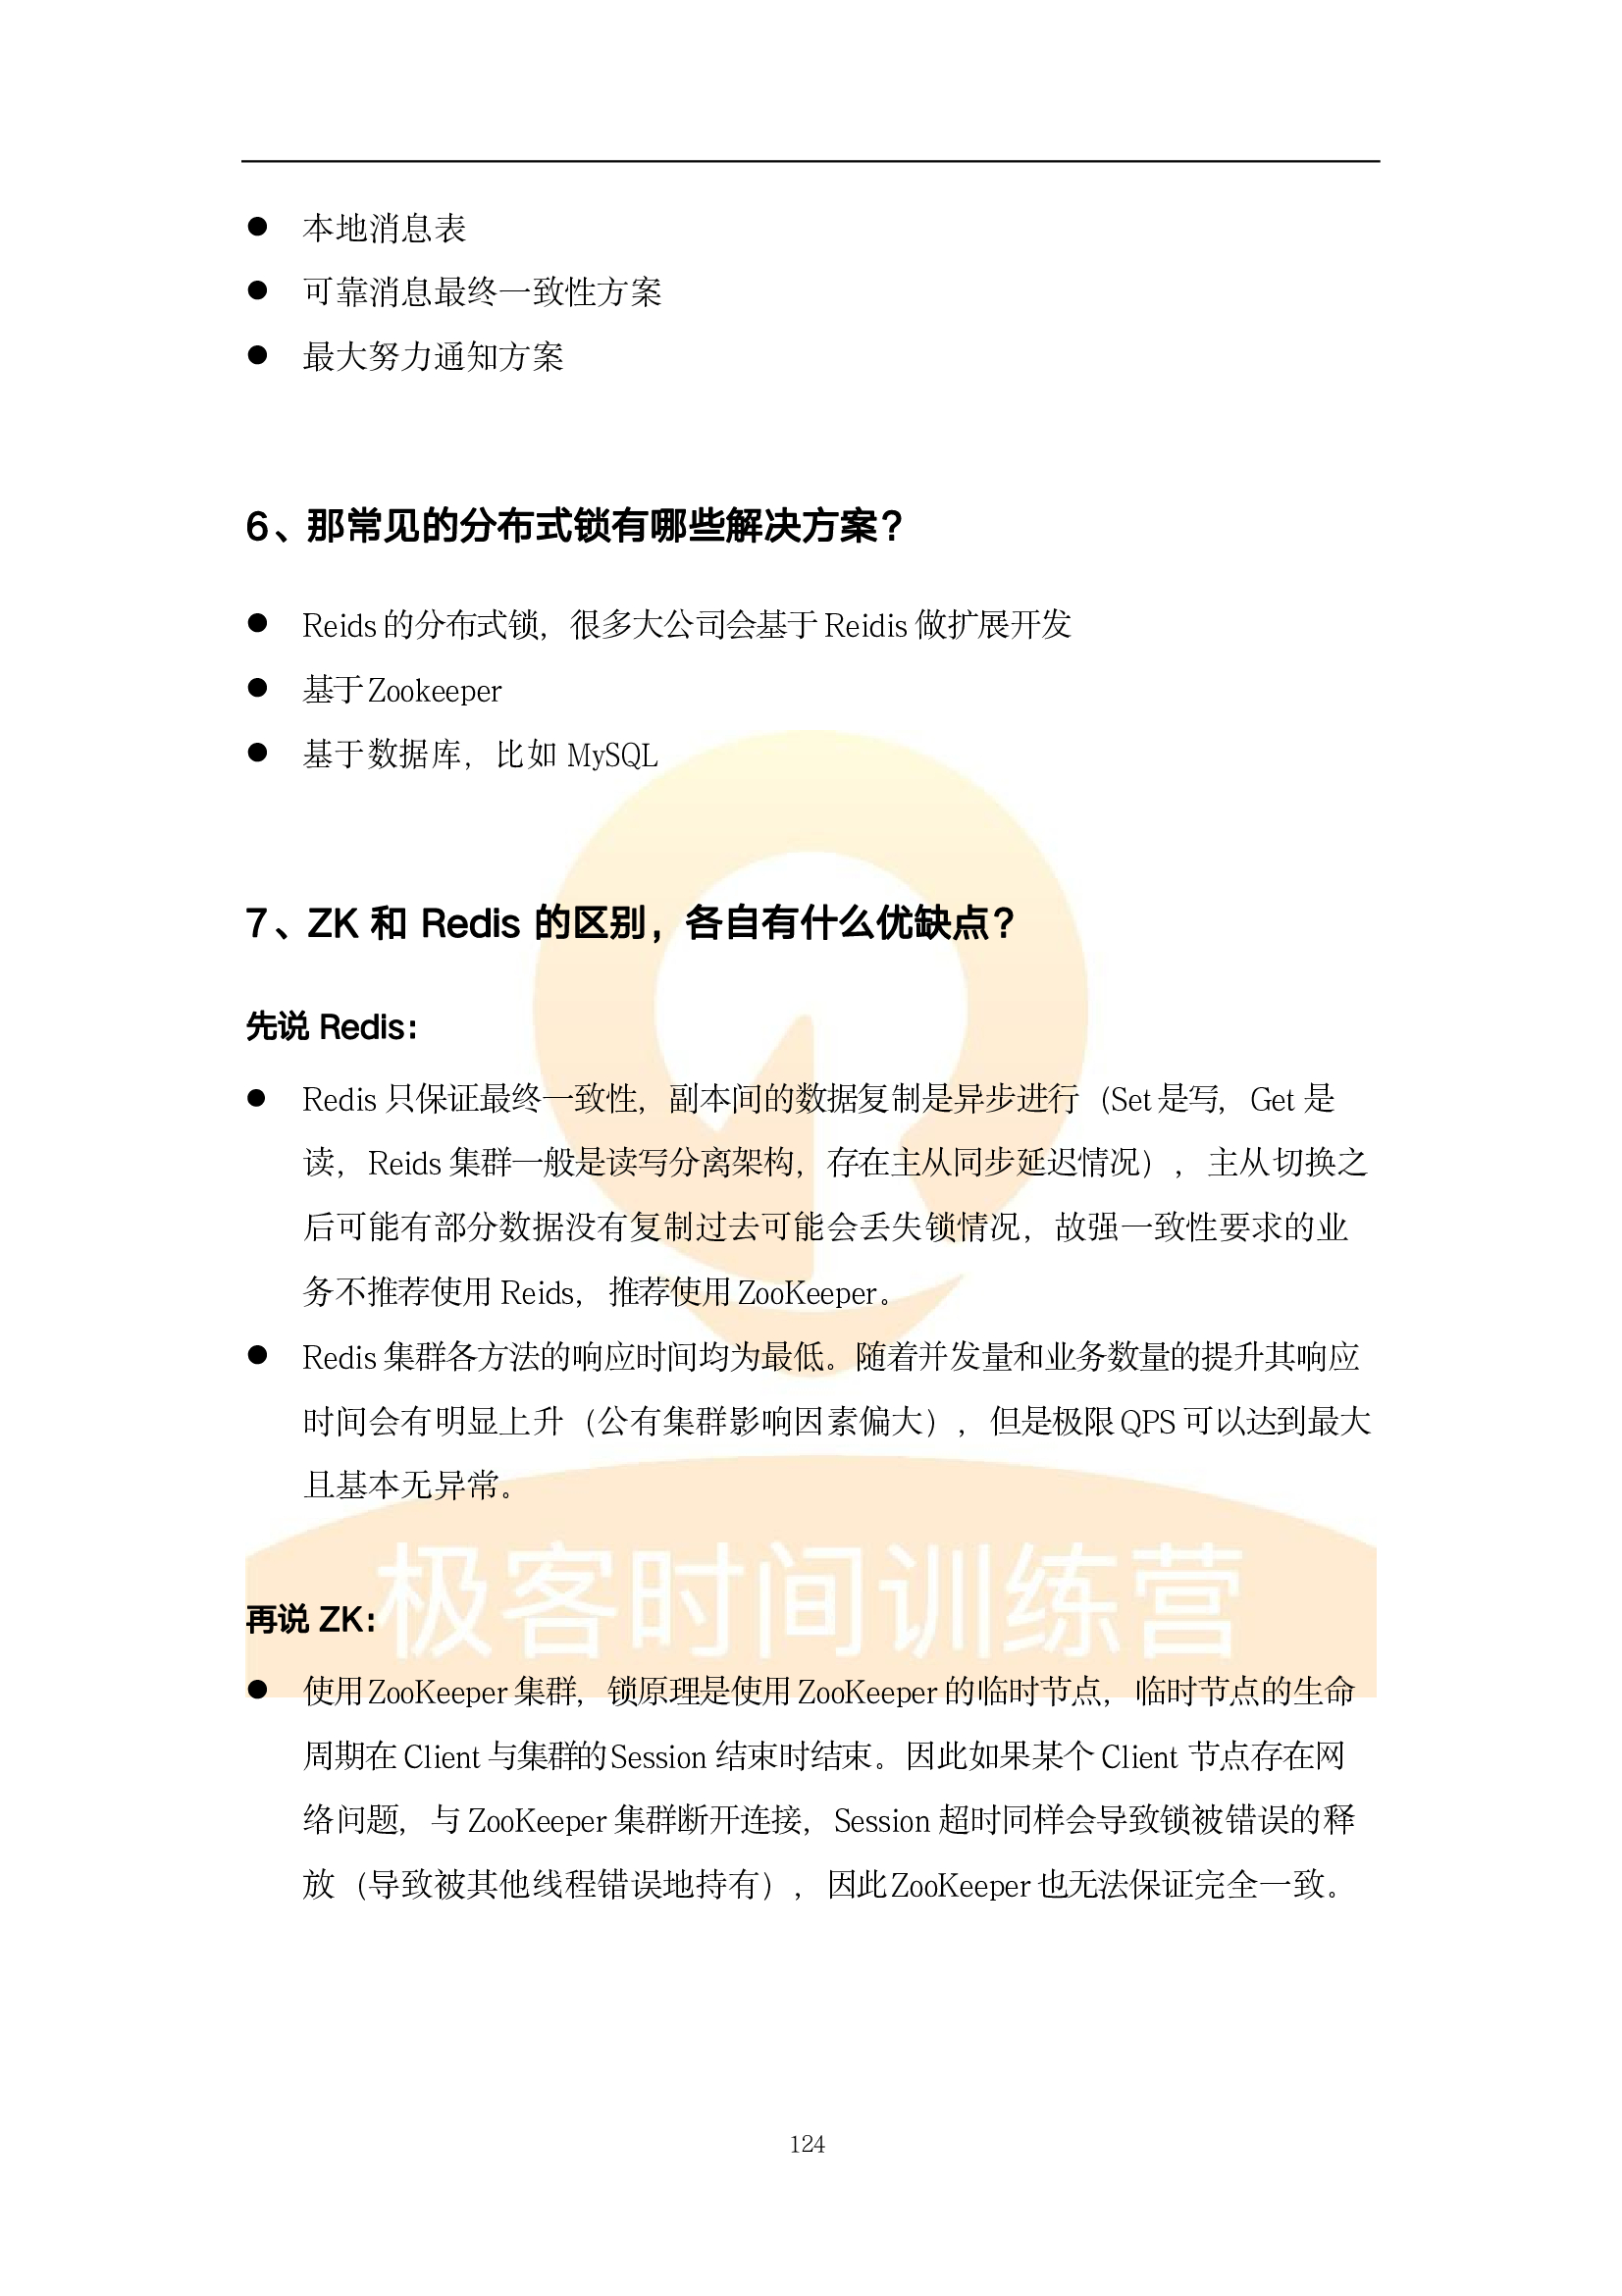 ● 本地消息表
● 可靠消息最终一致性方案
● 最大努力通知方案
6、那常见的分布式锁有哪些解决方案？
● Reids 的分布式锁，很多大公司会基于 Reidis 做扩展开发
● 基于 Zookeeper
● 基于数据库，比如 MySQL
7、ZK 和 Redis 的区别，各自有什么优缺点？
先说 Redis：
● Redis 只保证最终一致性，副本间的数据复制是异步进行（Set 是写，Get 是
读，Reids 集群一般是读写分离架构，存在主从同步延迟情况），主从切换之
后可能有部分数据没有复制过去可能会丢失锁情况，故强一致性要求的业
务不推荐使用 Reids，推荐使用 ZooKeeper。
● Redis 集群各方法的响应时间均为最低。随着并发量和业务数量的提升其响应
时间会有明显上升（公有集群影响因素偏大），但是极限 QPS 可以达到最大
且基本无异常。
极客时间训练营
再说 ZK：
● 使用 ZooKeeper 集群，锁原理是使用 ZooKeeper 的临时节点，临时节点的生命
周期在 Client 与集群的 Session 结束时结束。因此如果某个 Client 节点存在网
络问题，与 ZooKeeper 集群断开连接，Session 超时同样会导致锁被错误的释
放（导致被其他线程错误地持有），因此 ZooKeeper 也无法保证完全一致。
124